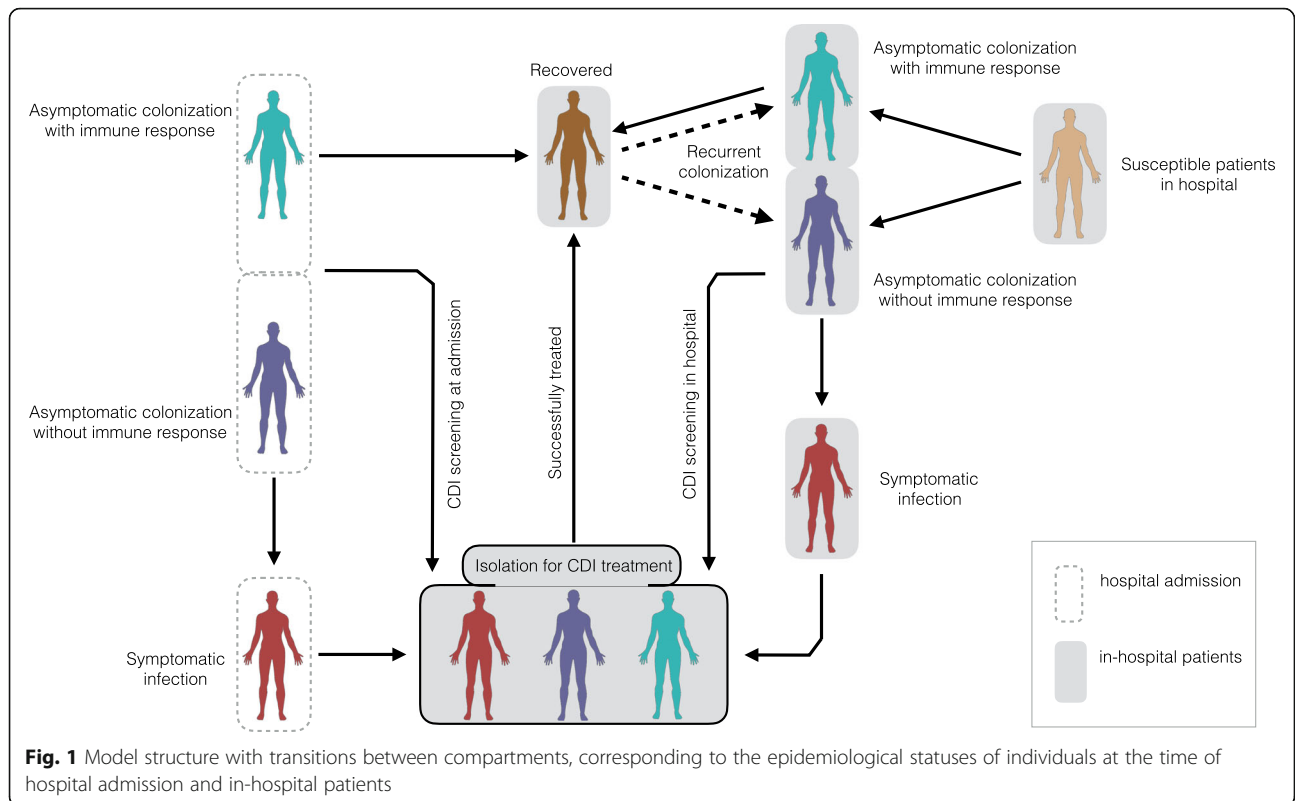 Asymptomatic colonization
with immune response
Recovered
Asymptomatic colonization
with immune response
Recurrent
colonization
Susceptible patients
in hospital
Asymptomatic colonization
without immune response
Asymptomatic colonization
without immune response
CDI screening at admission
Successfully treated
CDI screening in hospital
Symptomatic
infection
Isolation for CDI treatment
Symptomatic
infection
hospital admission
in-hospital patients
Fig. 1 Model structure with transitions between compartments, corresponding to the epidemiological statuses of individuals at the time of
hospital admission and in-hospital patients